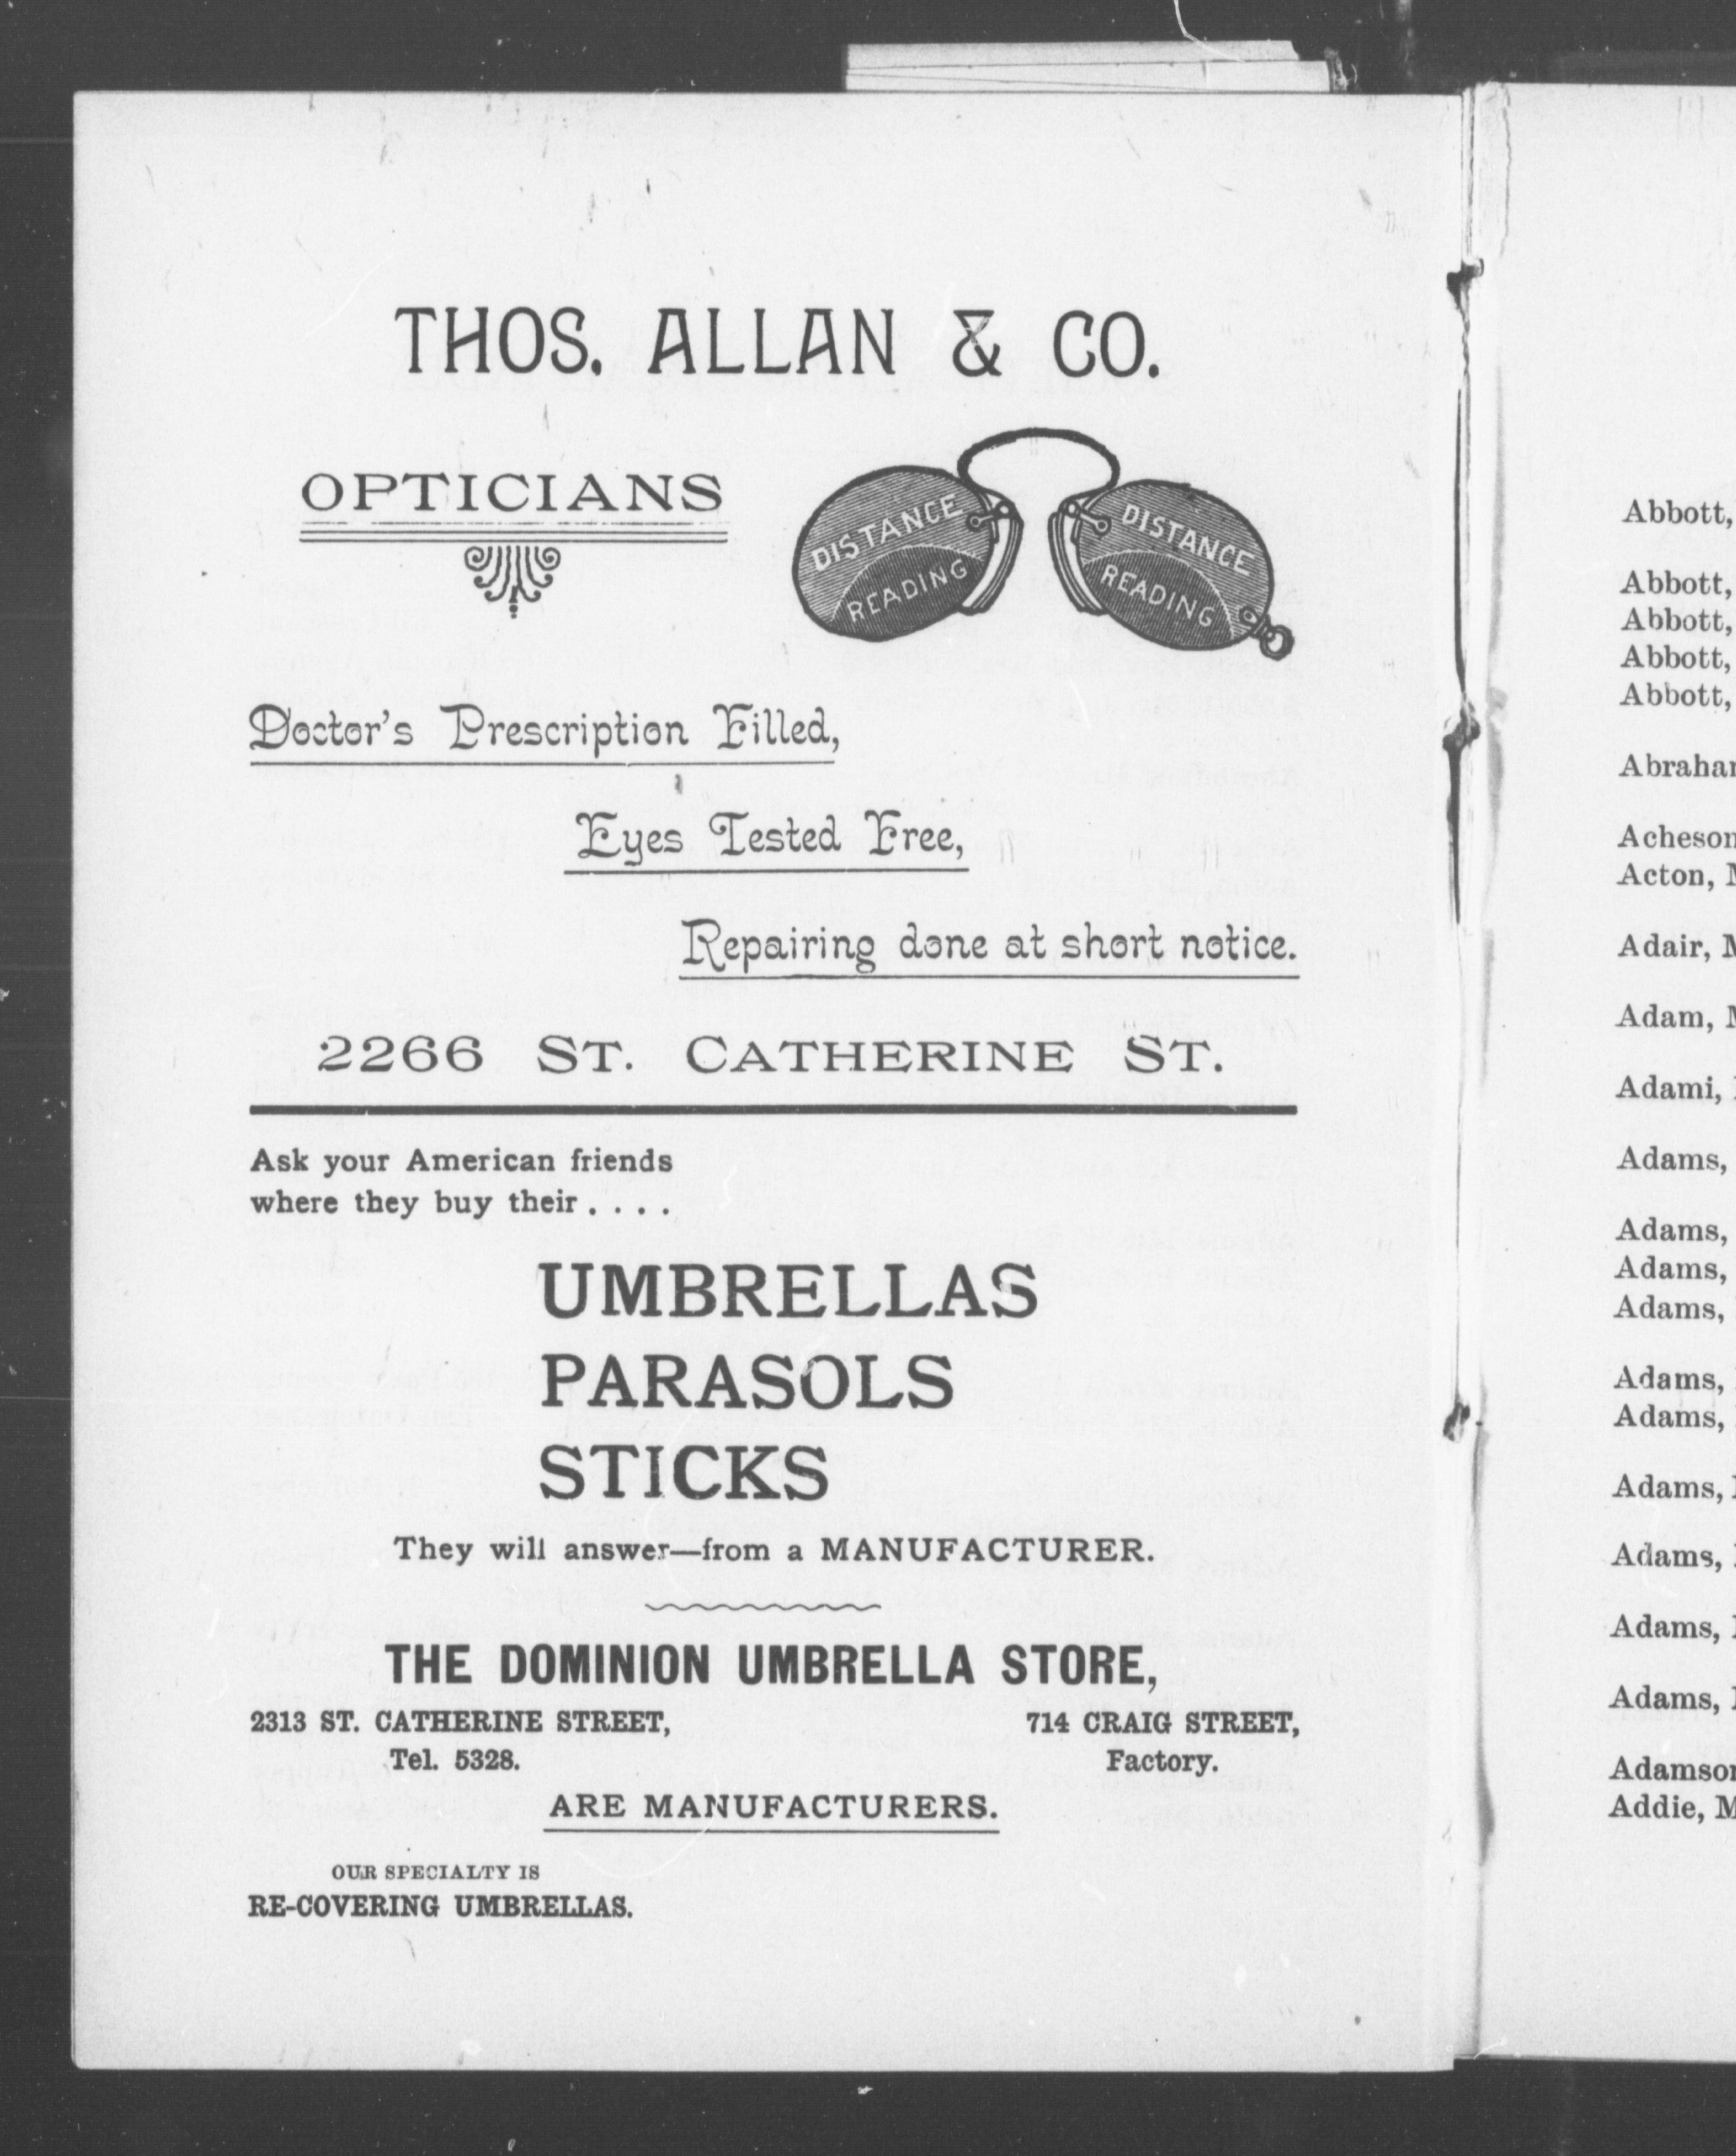 THOS. ALLAN & CO.
OPTICIANS
DISTANCE
READING
DISTANCE
READING
Doctor's Prescription Filled,
Eyes Tested Free,
Repairing done at short notice.
2266 ST. CATHERINE ST.
Ask your American friends
where they buy their . . . .
UMBRELLAS
PARASOLS
STICKS
They will answer—from a MANUFACTURER.
THE DOMINION UMBRELLA STORE,
2313 ST. CATHERINE STREET,
Tel. 5328.
714 CRAIG STREET,
Factory.
ARE MANUFACTURERS.
OUR SPECIALTY IS
RE-COVERING UMBRELLAS.
Abbott,
Abbott,
Abbott,
Abbott,
Abbott,
Acton,
Adair,
Adam,
Adami,
Adams,
Adams,
Adams,
Adams,
Adams,
Adams,
Adams,
Adams,
Adams,
Adams,
Addie,